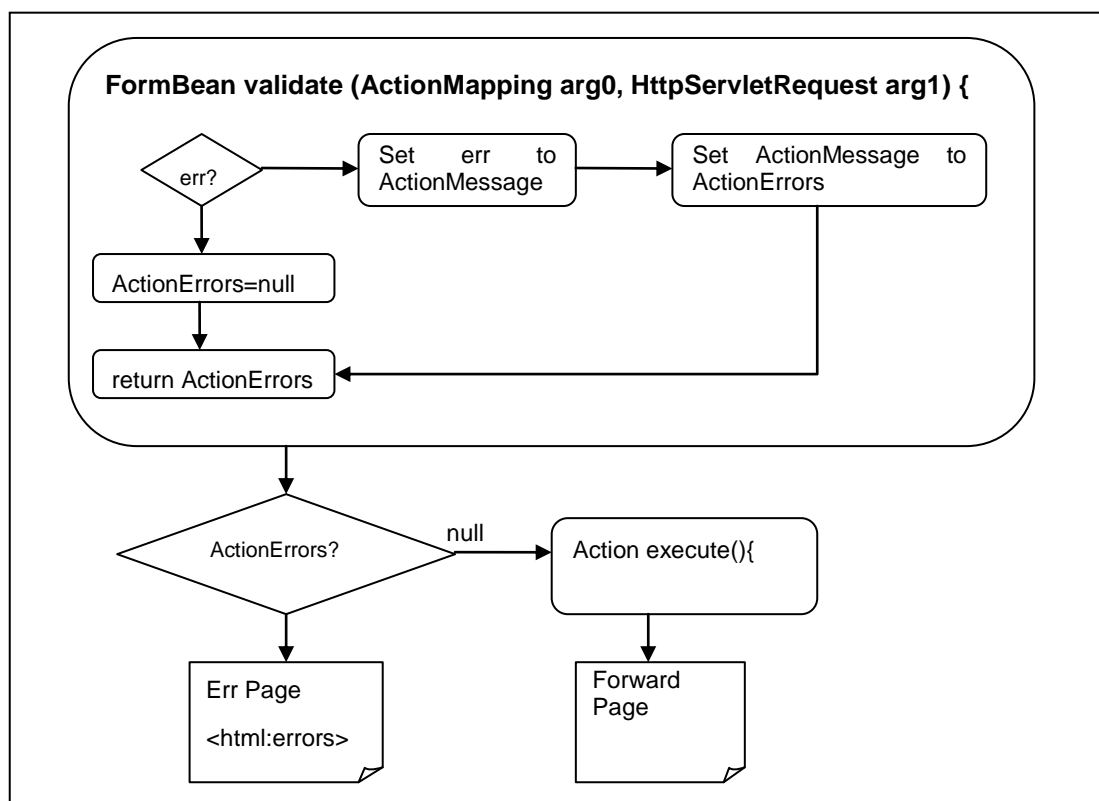 FormBean validate (ActionMapping arg0, HttpServletRequest arg1) {
err?
Set err to
ActionMessage
Set ActionMessage to
ActionErrors
ActionErrors=null
return ActionErrors
ActionErrors?
null
Action execute(){
Err Page
<html:errors>
Forward
Page